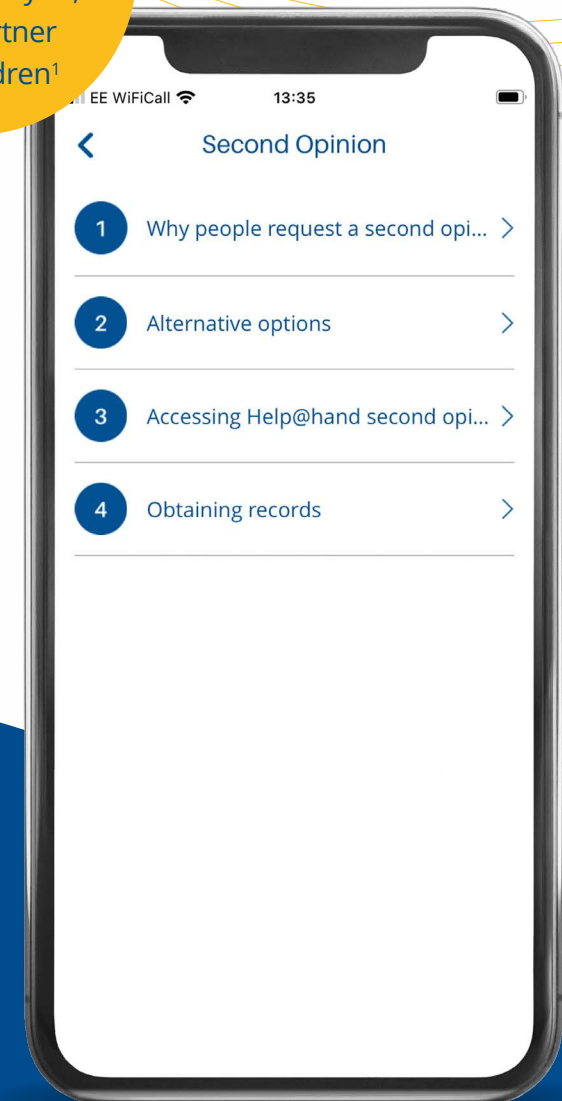 rtner
dren¹
EE WiFiCall
13:35
Second Opinion
1 Why people request a second opi...
2 Alternative options
3 Accessing Help@hand second opi...
4 Obtaining records